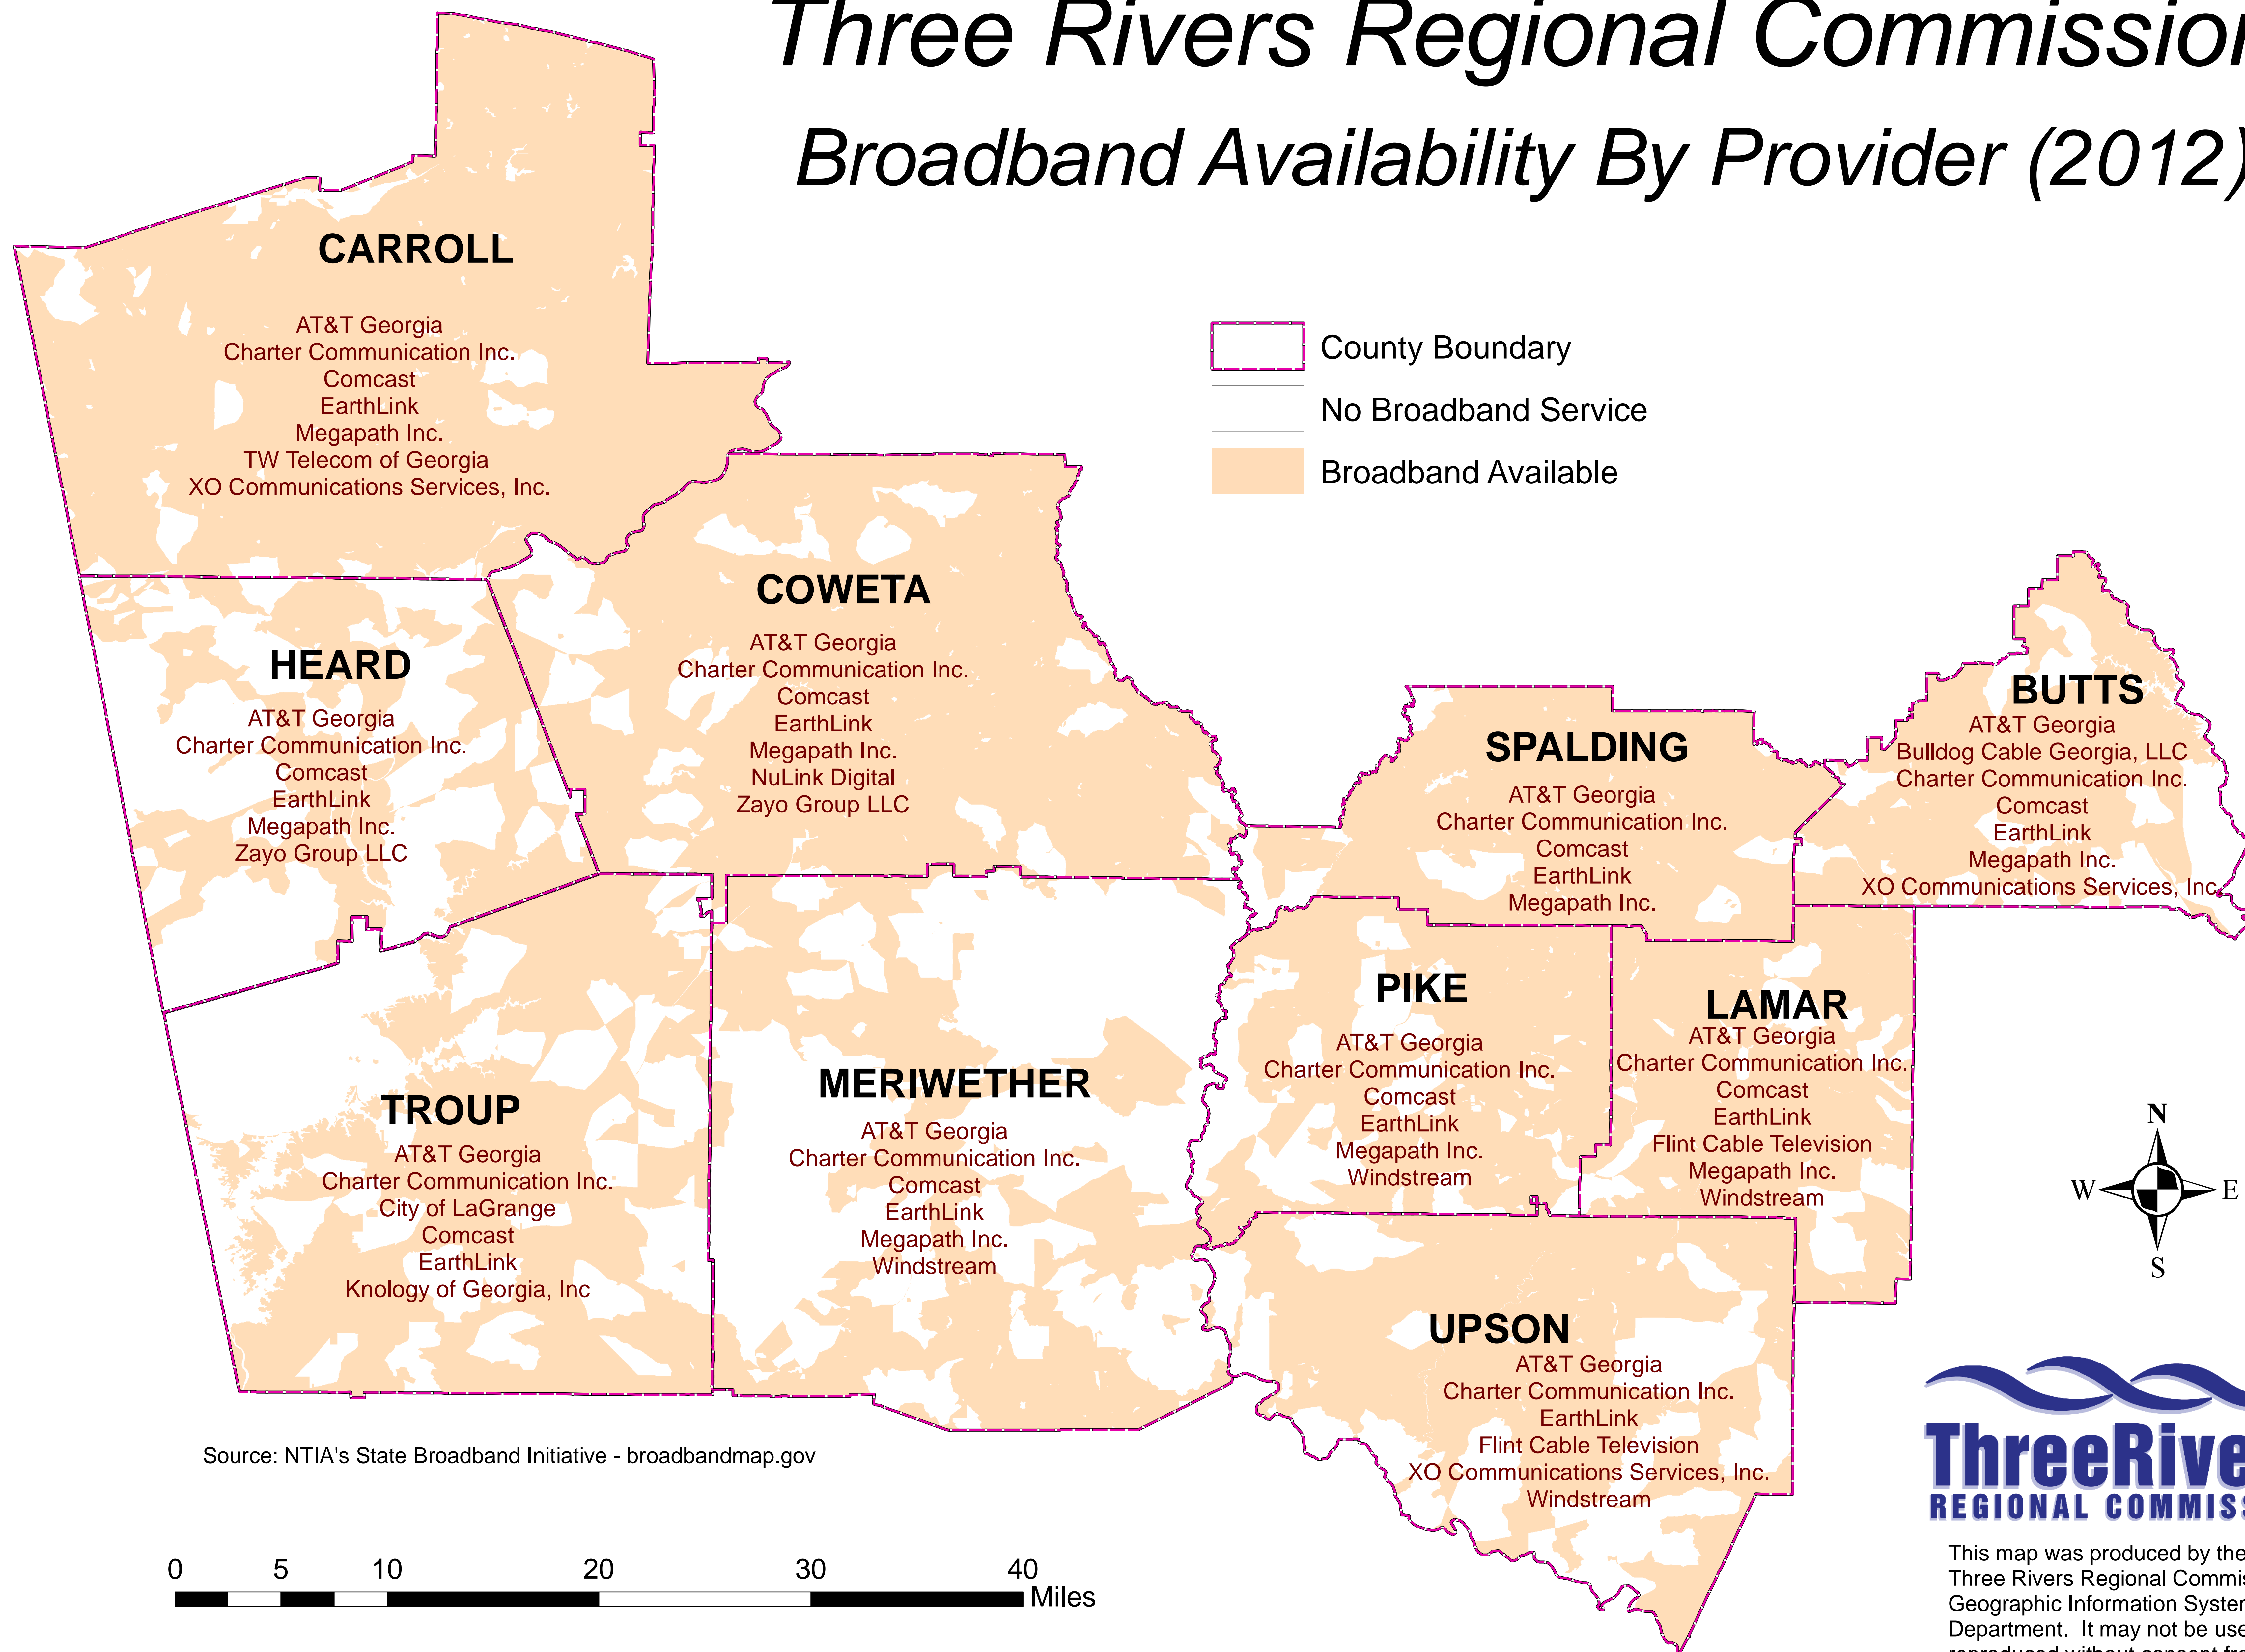 Three Rivers Regional Commission
Broadband Availability By Provider (2012)
County Boundary
No Broadband Service
Broadband Available
CARROLL
AT&T Georgia
Charter Communication Inc.
Comcast
EarthLink
Megapath Inc.
TW Telecom of Georgia
XO Communications Services, Inc.
COWETA
AT&T Georgia
Charter Communication Inc.
Comcast
EarthLink
Megapath Inc.
NuLink Digital
Zayo Group LLC
HEARD
AT&T Georgia
Charter Communication Inc.
Comcast
EarthLink
Megapath Inc.
Zayo Group LLC
SPALDING
AT&T Georgia
Charter Communication Inc.
Comcast
EarthLink
Megapath Inc.
BUTTS
AT&T Georgia
Bulldog Cable Georgia, LLC
Charter Communication Inc.
Comcast
EarthLink
Megapath Inc.
XO Communications Services, Inc.
TROUP
AT&T Georgia
Charter Communication Inc.
City of LaGrange
Comcast
EarthLink
Knology of Georgia, Inc
MERIWETHER
AT&T Georgia
Charter Communication Inc.
Comcast
EarthLink
Megapath Inc.
Windstream
PIKE
AT&T Georgia
Charter Communication Inc.
Comcast
EarthLink
Megapath Inc.
Windstream
LAMAR
AT&T Georgia
Charter Communication Inc.
Comcast
EarthLink
Flint Cable Television
Megapath Inc.
Windstream
UPSON
AT&T Georgia
Charter Communication Inc.
EarthLink
Flint Cable Television
XO Communications Services, Inc.
Windstream
N
W E
S
Source: NTIA's State Broadband Initiative - broadbandmap.gov
0 5 10 20 30 40
Miles
ThreeRive
REGIONAL COMMISS
This map was produced by the
Three Rivers Regional Commis
Geographic Information System
Department. It may not be use
reproduced without consent fr